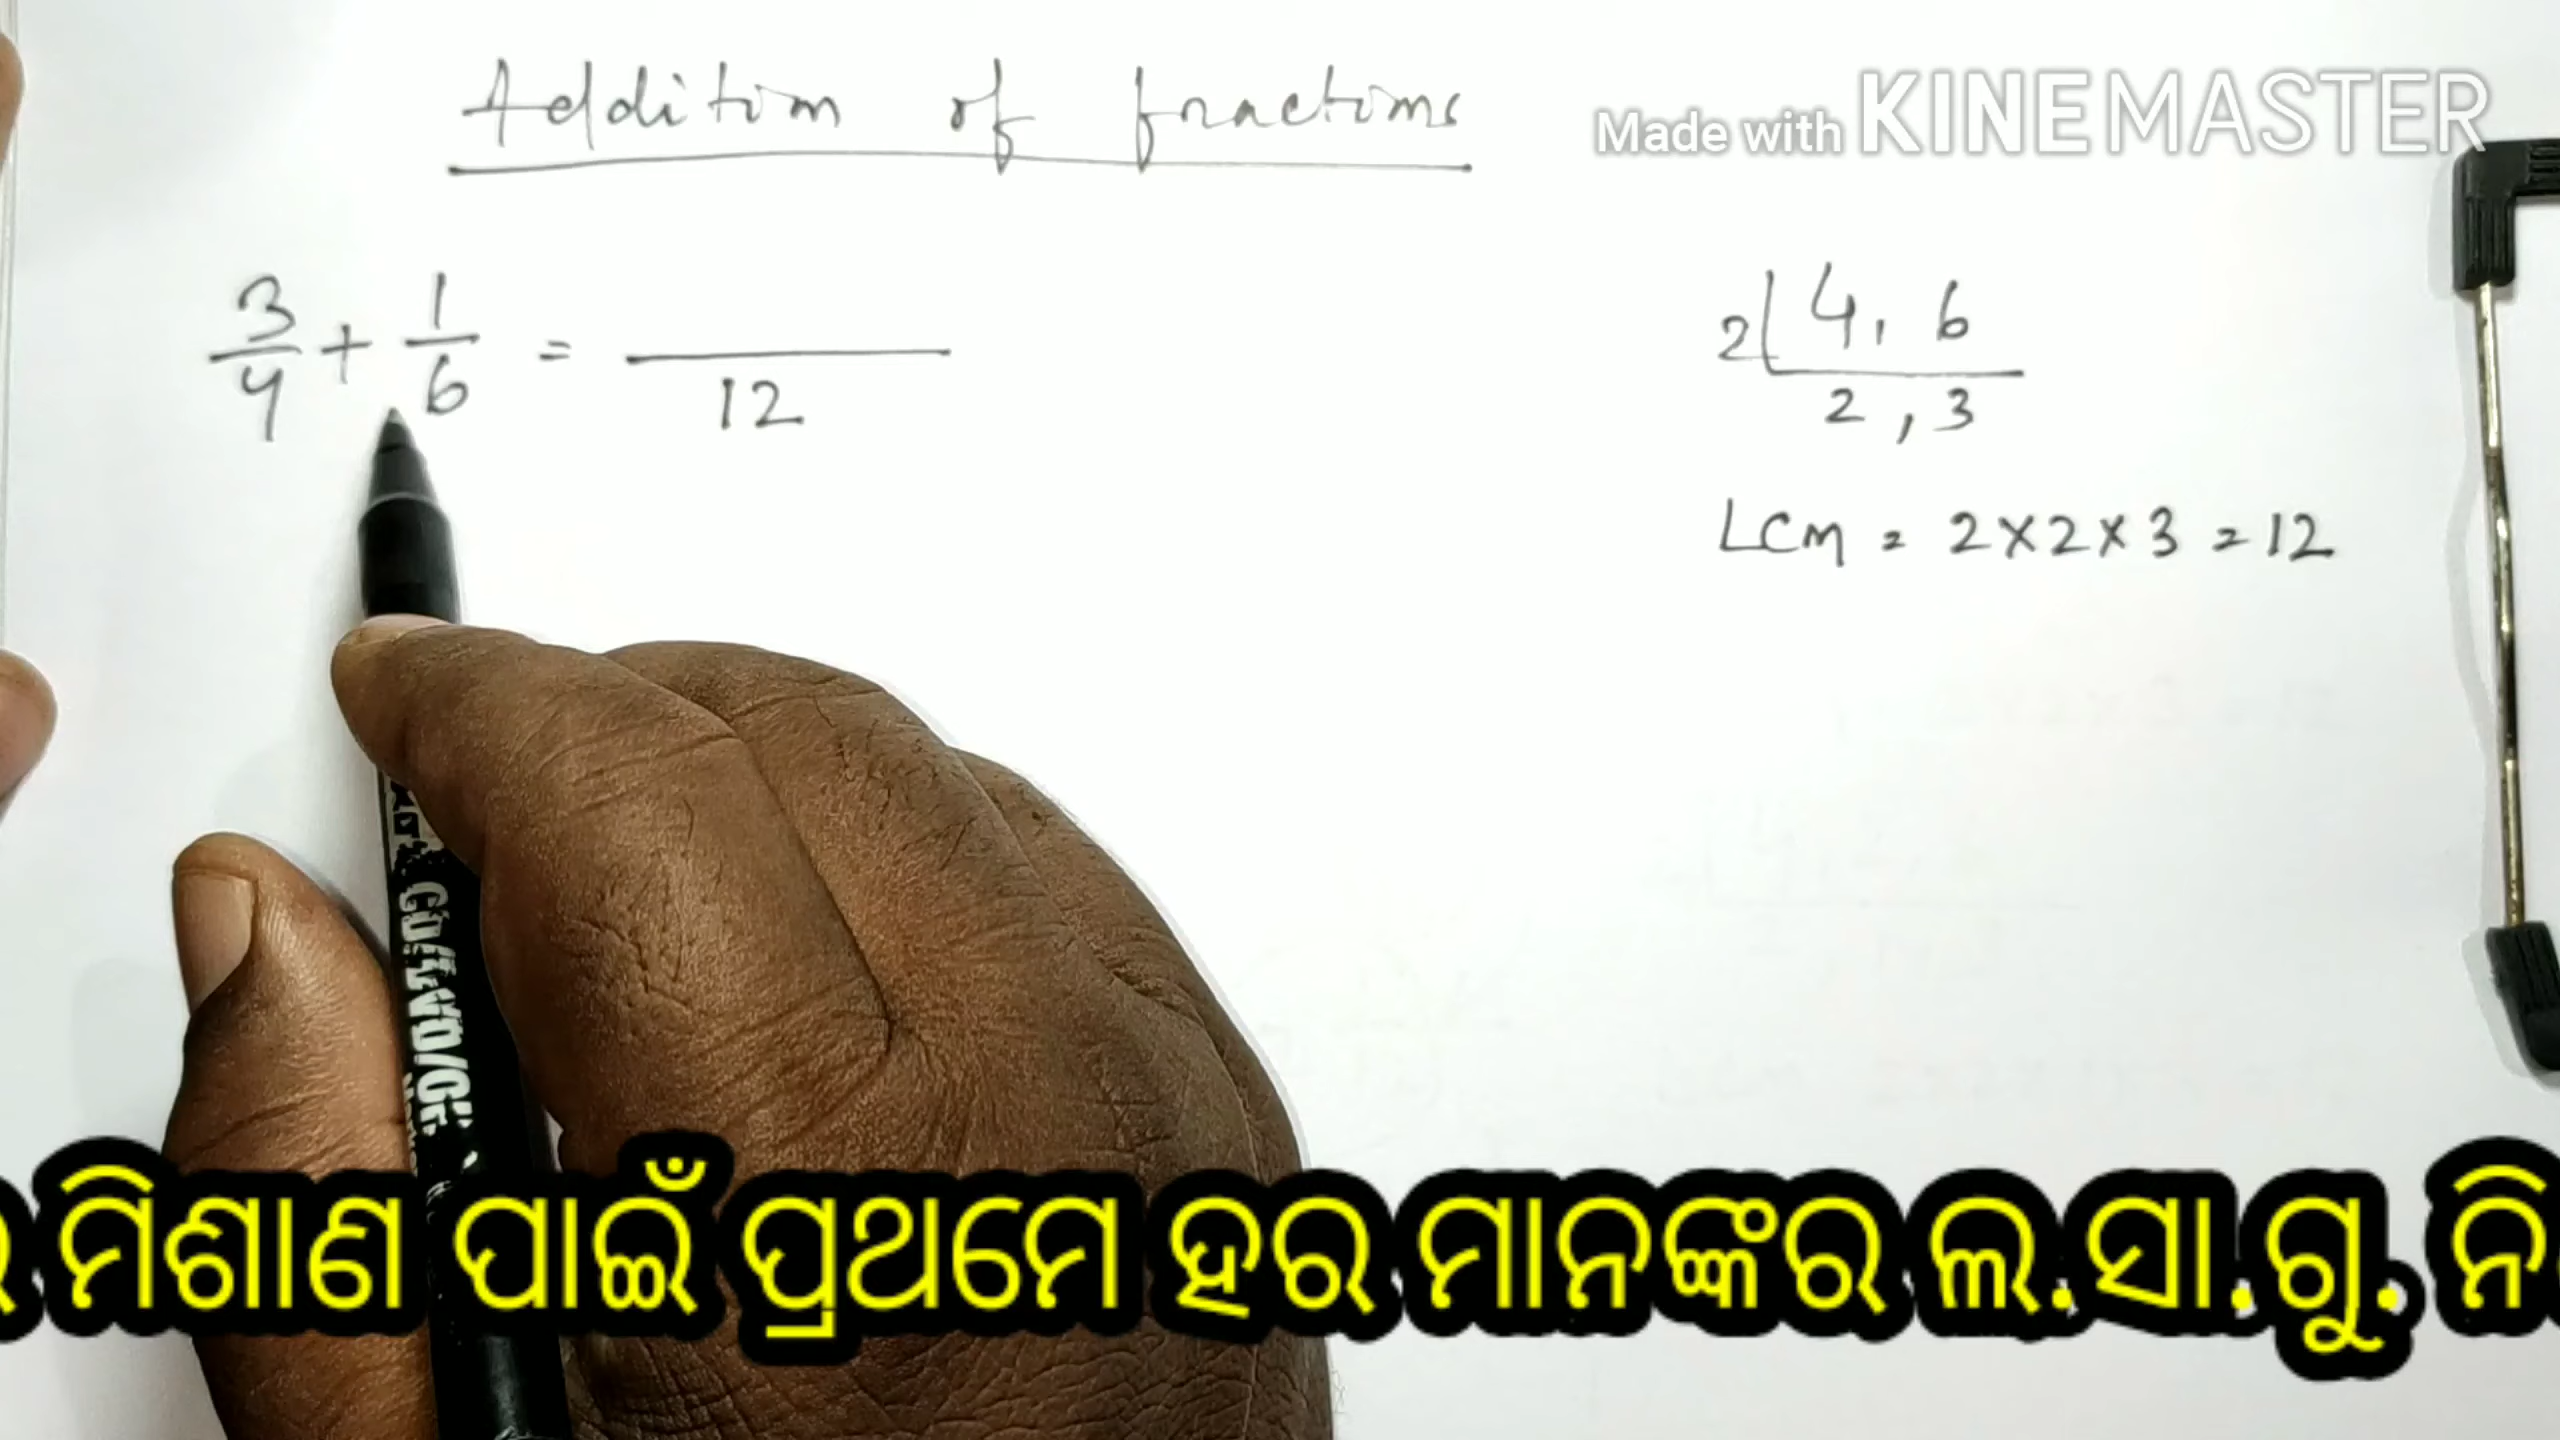 Addition of fractions
Made with KINEMASTER
3/4 + 1/6 = /12
2 | 4, 6
2, 3
LCM = 2×2×3 = 12
ମିଶାଣ ପାଇଁ ପ୍ରଥମେ ହର ମାନଙ୍କର ଲ.ସା.ଗୁ.